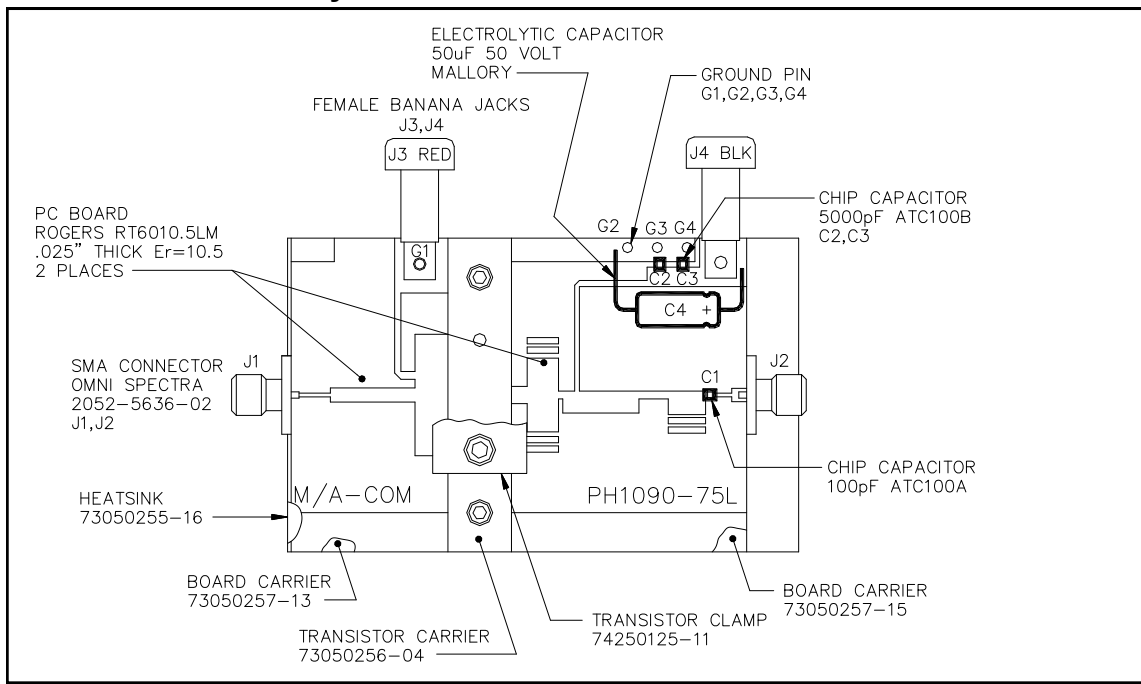 ELECTROLYTIC CAPACITOR
50uF 50 VOLT
MALLORY
GROUND PIN
G1,G2,G3,G4
FEMALE BANANA JACKS
J3,J4
J3 RED
J4 BLK
CHIP CAPACITOR
5000pF ATC100B
C2,C3
PC BOARD
ROGERS RT6010.5LM
.025" THICK Er=10.5
2 PLACES
G2
G3
G4
G1
C2
C3
C4
+
J1
SMA CONNECTOR
OMNI SPECTRA
2052-5636-02
J1,J2
C1
J2
CHIP CAPACITOR
100pF ATC100A
M/A-COM
PH1090-75L
HEATSINK
73050255-16
BOARD CARRIER
73050257-13
TRANSISTOR CARRIER
73050256-04
TRANSISTOR CLAMP
74250125-11
BOARD CARRIER
73050257-15